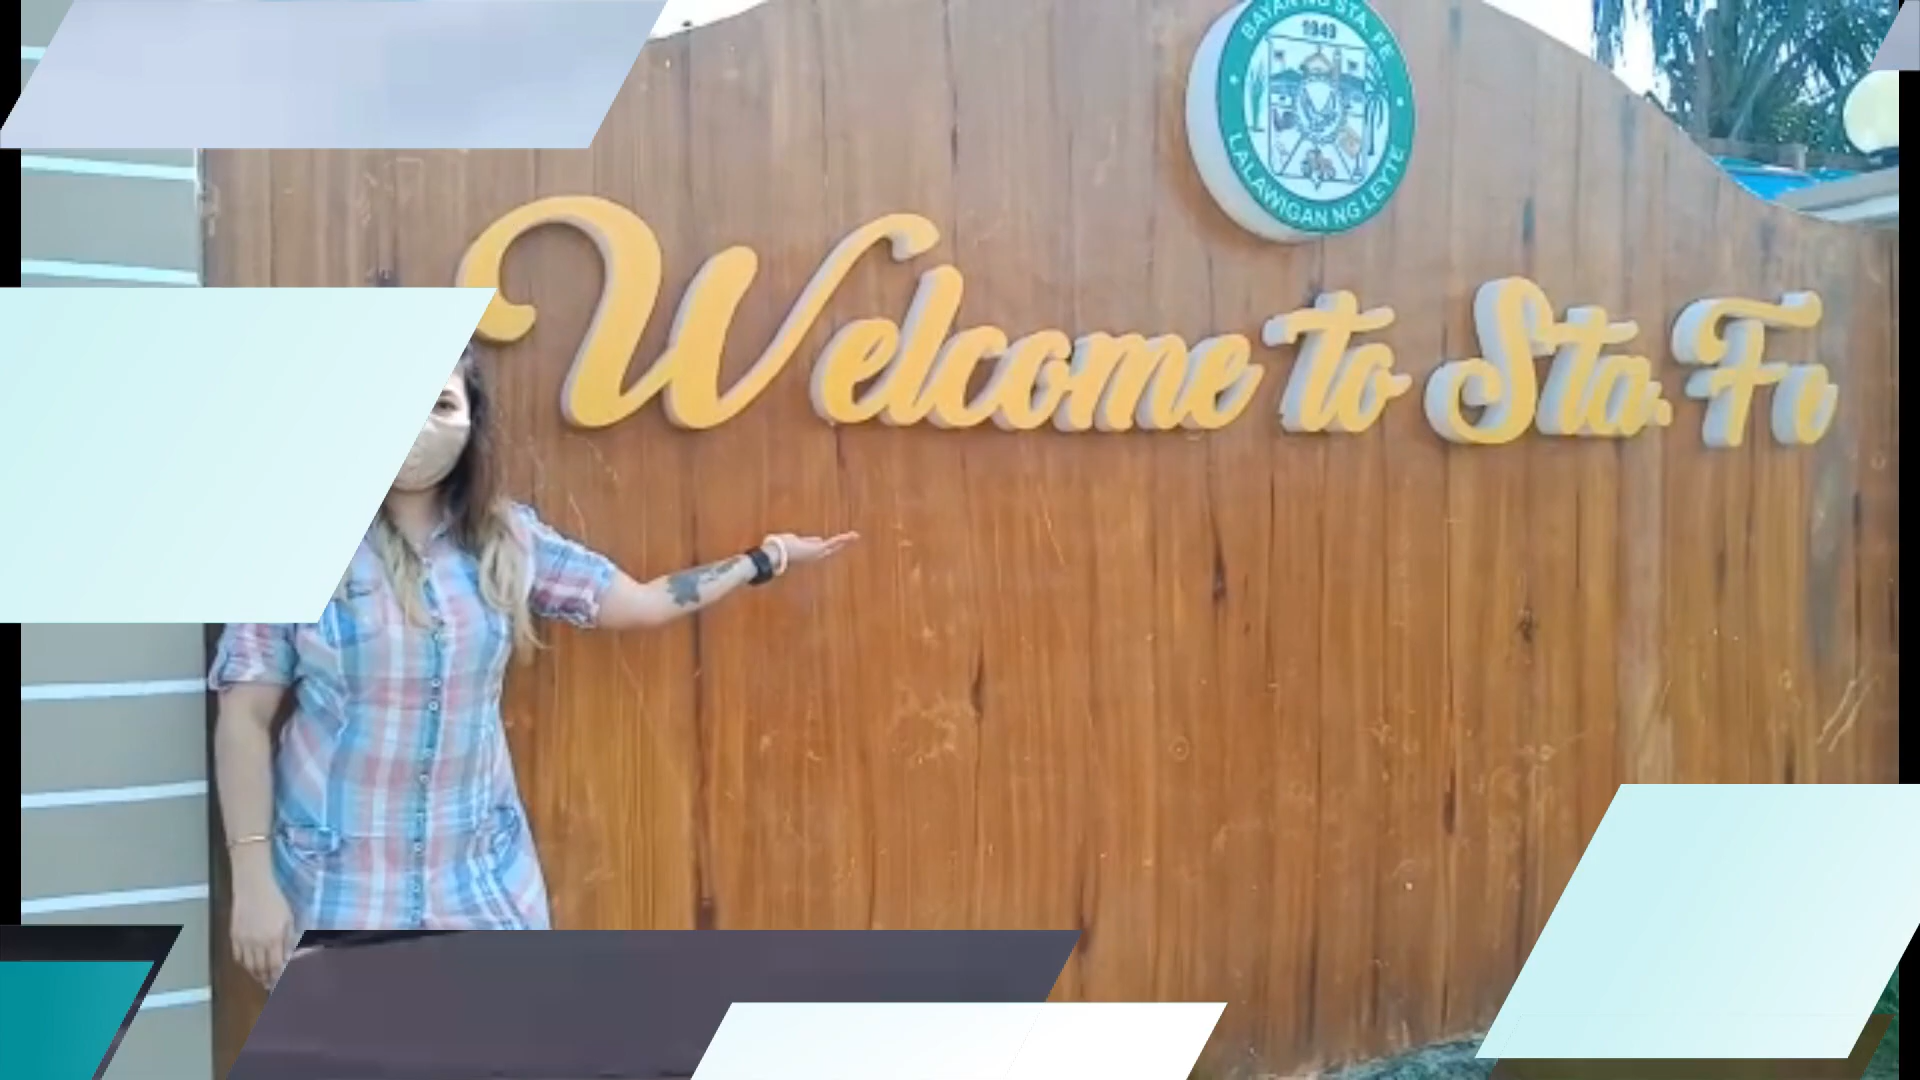 BAYAN NG STA. FE
1949
LALAWIGAN NG LEYTE
Welcome to Sta. Fe